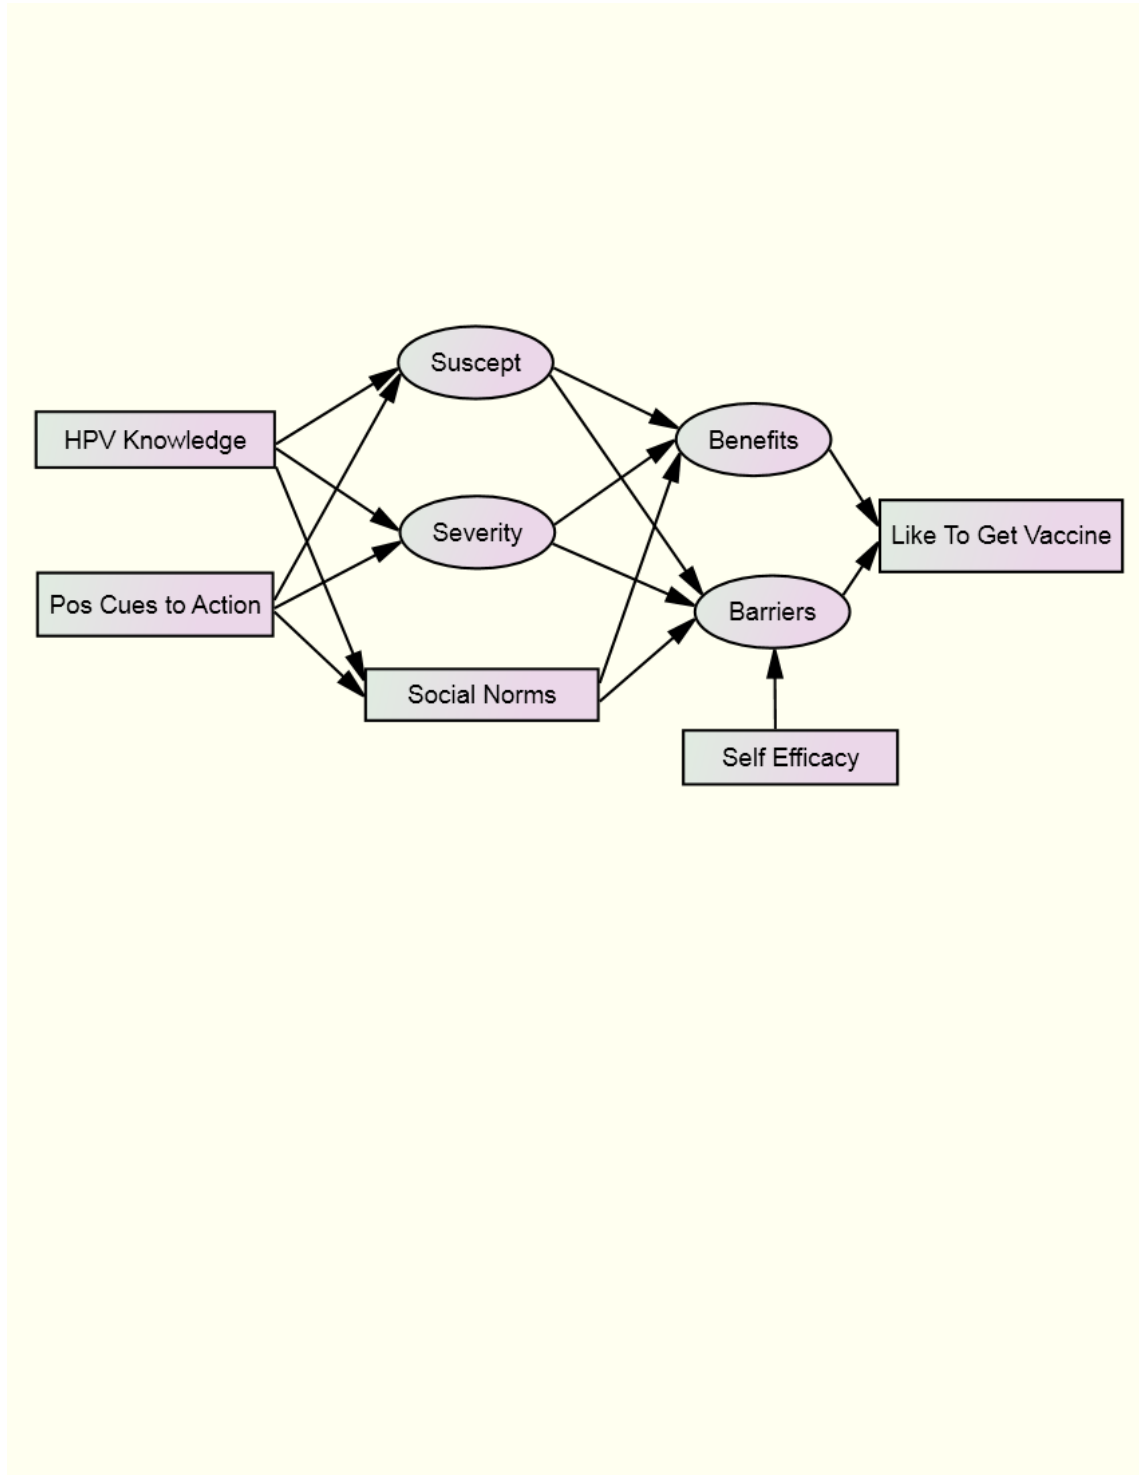 Suscept
HPV Knowledge
Benefits
Severity
Like To Get Vaccine
Pos Cues to Action
Barriers
Social Norms
Self Efficacy